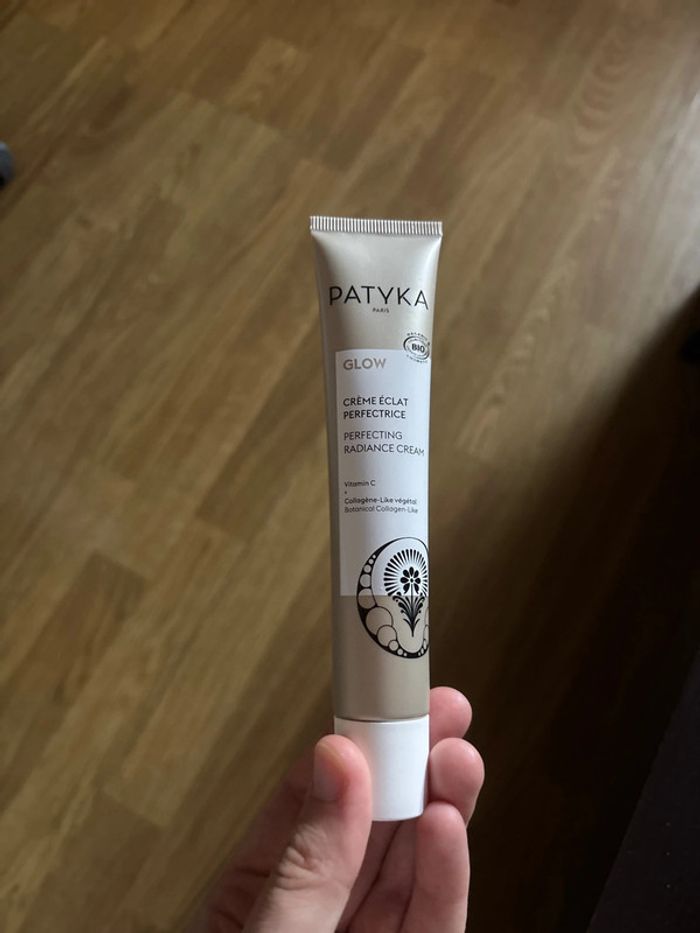 PATYKA
PARIS
BIO
GLOW
CRÈME ÉCLAT
PERFECTRICE
PERFECTING
RADIANCE CREAM
Vitamin C
+
Collagène-Like végétal
Botanical Collagen-Like